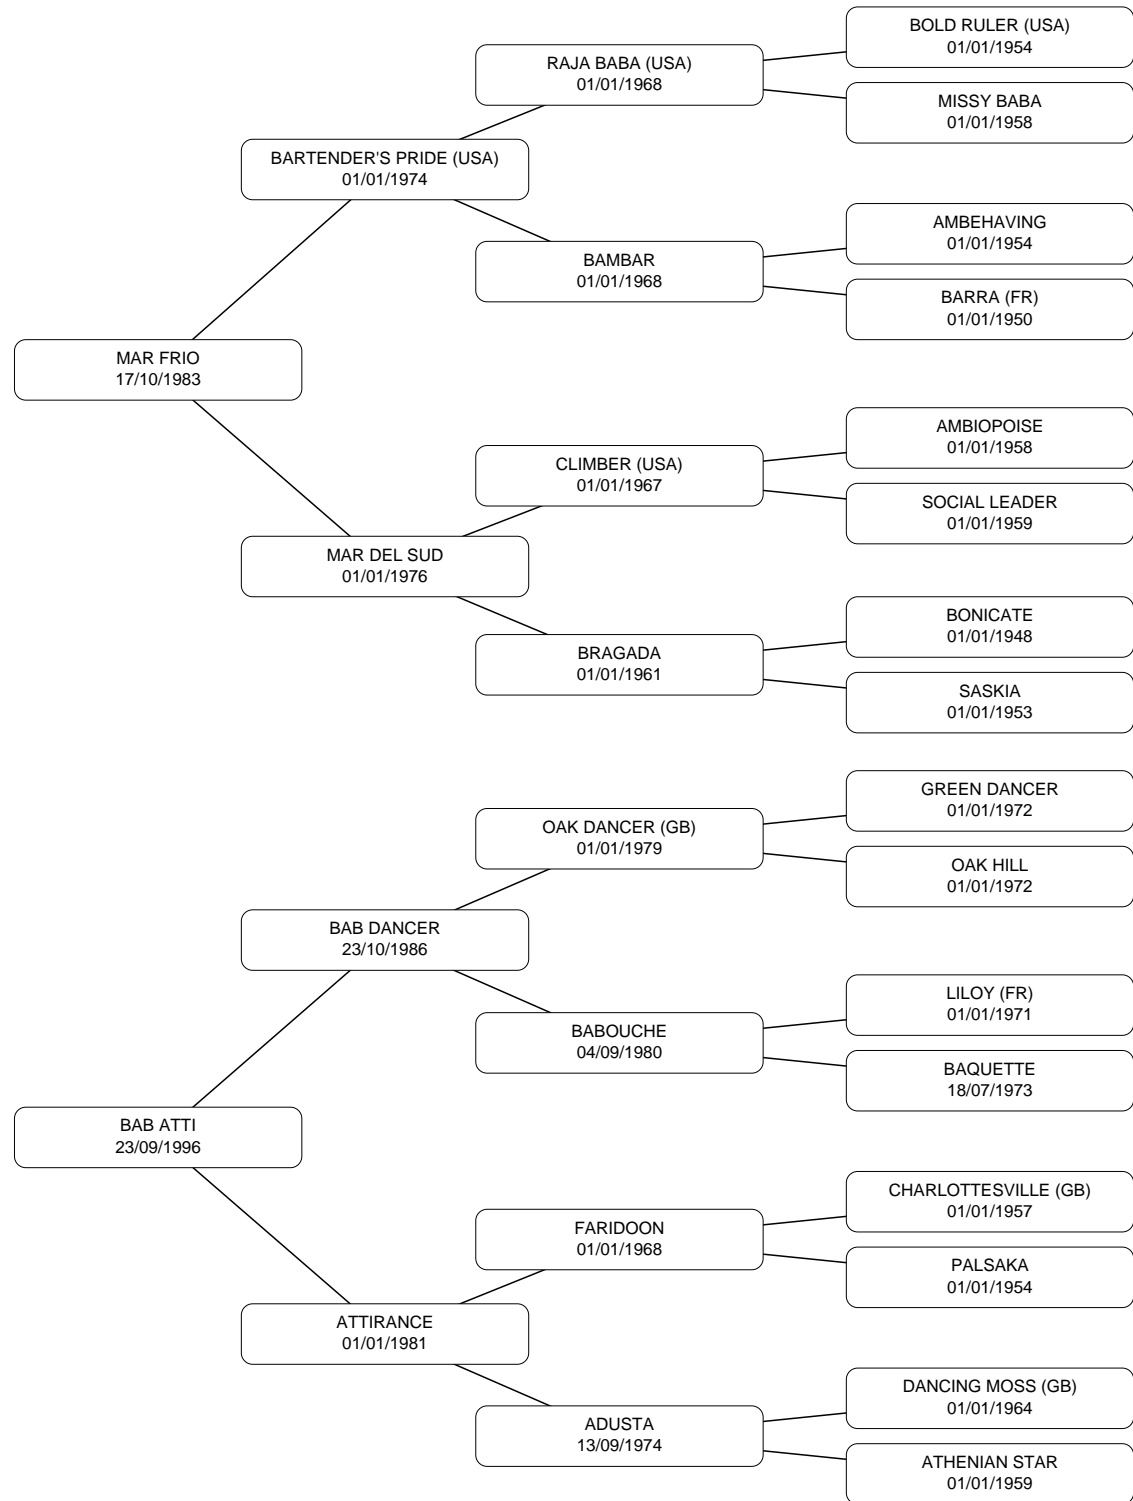 BOLD RULER (USA)
01/01/1954
RAJA BABA (USA)
01/01/1968
MISSY BABA
01/01/1958
BARTENDER'S PRIDE (USA)
01/01/1974
AMBEHAVING
01/01/1954
BAMBAR
01/01/1968
BARRA (FR)
01/01/1950
MAR FRIO
17/10/1983
AMBIOPOISE
01/01/1958
CLIMBER (USA)
01/01/1967
SOCIAL LEADER
01/01/1959
MAR DEL SUD
01/01/1976
BONICATE
01/01/1948
BRAGADA
01/01/1961
SASKIA
01/01/1953
GREEN DANCER
01/01/1972
OAK DANCER (GB)
01/01/1979
OAK HILL
01/01/1972
BAB DANCER
23/10/1986
LILOY (FR)
01/01/1971
BABOUCHE
04/09/1980
BAQUETTE
18/07/1973
BAB ATTI
23/09/1996
CHARLOTTESVILLE (GB)
01/01/1957
FARIDOON
01/01/1968
PALSAKA
01/01/1954
ATTIRANCE
01/01/1981
DANCING MOSS (GB)
01/01/1964
ADUSTA
13/09/1974
ATHENIAN STAR
01/01/1959